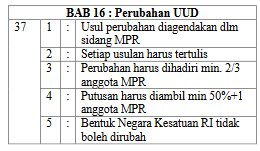 BAB 16 : Perubahan UUD
37 1 : Usul perubahan diagendakan dlm
sidang MPR
2 : Setiap usulan harus tertulis
3 : Perubahan harus dihadiri min. 2/3
anggota MPR
4 : Putusan harus diambil min 50%+1
anggota MPR
5 : Bentuk Negara Kesatuan RI tidak
boleh dirubah